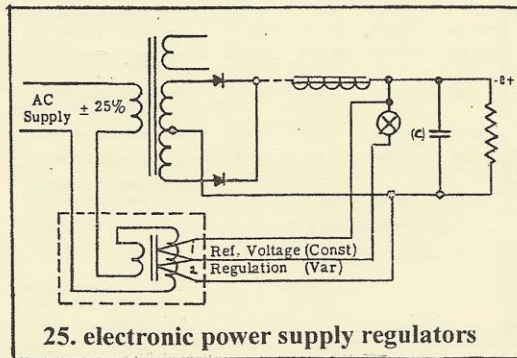 AC
Supply ± 25%
-B+
(C)
1 Ref. Voltage (Const)
2 Regulation (Var)
25. electronic power supply regulators